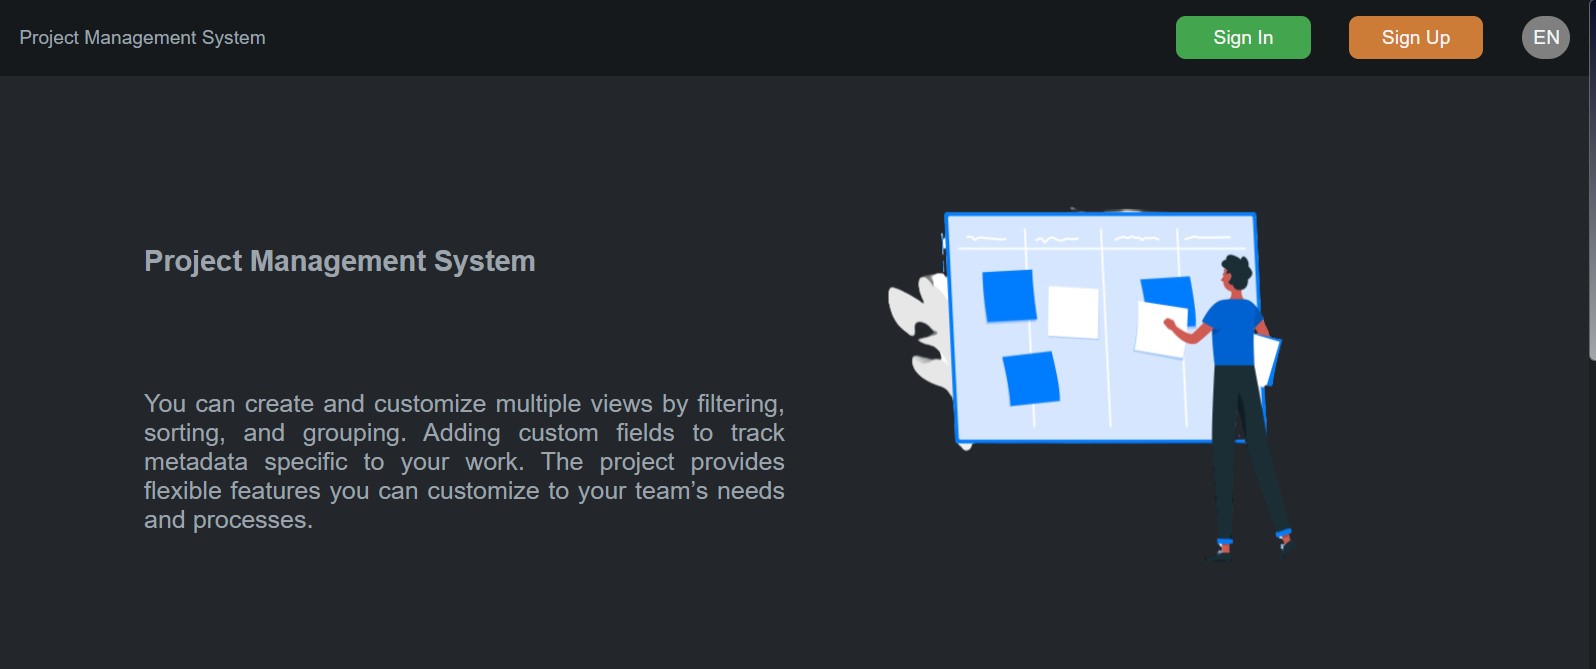 Project Management System
Sign In
Sign Up
EN
Project Management System
You can create and customize multiple views by filtering,
sorting, and grouping. Adding custom fields to track
metadata specific to your work. The project provides
flexible features you can customize to your team’s needs
and processes.